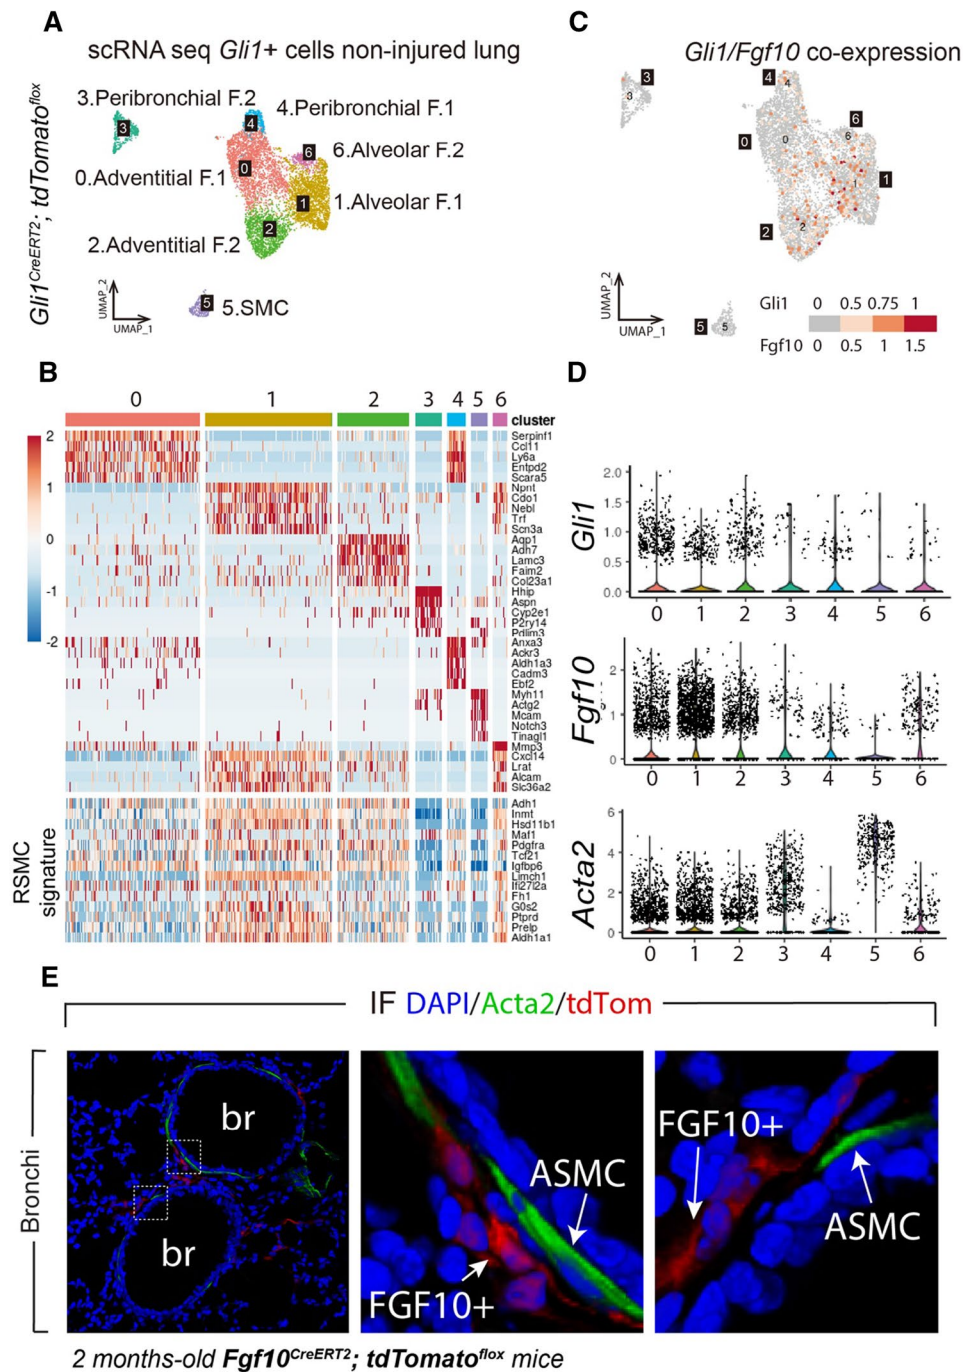 A
scRNA seq Gli1+ cells non-injured lung
Gli1CreERT2; tdTomatoflox
3.Peribronchial F.2
4.Peribronchial F.1
3
4
6.Alveolar F.2
6
0
0.Adventitial F.1
1
1.Alveolar F.1
2
2.Adventitial F.2
5
5.SMC
UMAP_2
UMAP_1
C
Gli1/Fgf10 co-expression
3
3
4
4
6
6
0
0
1
1
2
2
5
5
UMAP_2
UMAP_1
Gli1 0 0.5 0.75 1
Fgf10 0 0.5 1 1.5
B
0 1 2 3 4 5 6
cluster
2
1
0
-1
-2
Serpinf1
Ccl11
Ly6a
Entpd2
Scara5
Npnt
Cdo1
Nebl
Trf
Scn3a
Aqp1
Adh7
Lamc3
Faim2
Col23a1
Hhip
Aspn
Cyp2e1
P2ry14
Pdlim3
Anxa3
Ackr3
Aldh1a3
Cadm3
Ebf2
Myh11
Actg2
Mcam
Notch3
Tinagl1
Mmp3
Cxcl14
Lrat
Alcam
Slc36a2
RSMC
signature
Adh1
Inmt
Hsd11b1
Maf1
Pdgfra
Tcf21
Igfbp6
Limch1
Ifi27l2a
Fh1
G0s2
Ptprd
Prelp
Aldh1a1
D
Gli1
2.0
1.5
1.0
0.5
0.0
0 1 2 3 4 5 6
Fgf10
2
1
0
0 1 2 3 4 5 6
Acta2
6
4
2
0
0 1 2 3 4 5 6
E
IF DAPI/Acta2/tdTom
Bronchi
br
br
ASMC
FGF10+
FGF10+
ASMC
2 months-old Fgf10CreERT2; tdTomatoflox mice